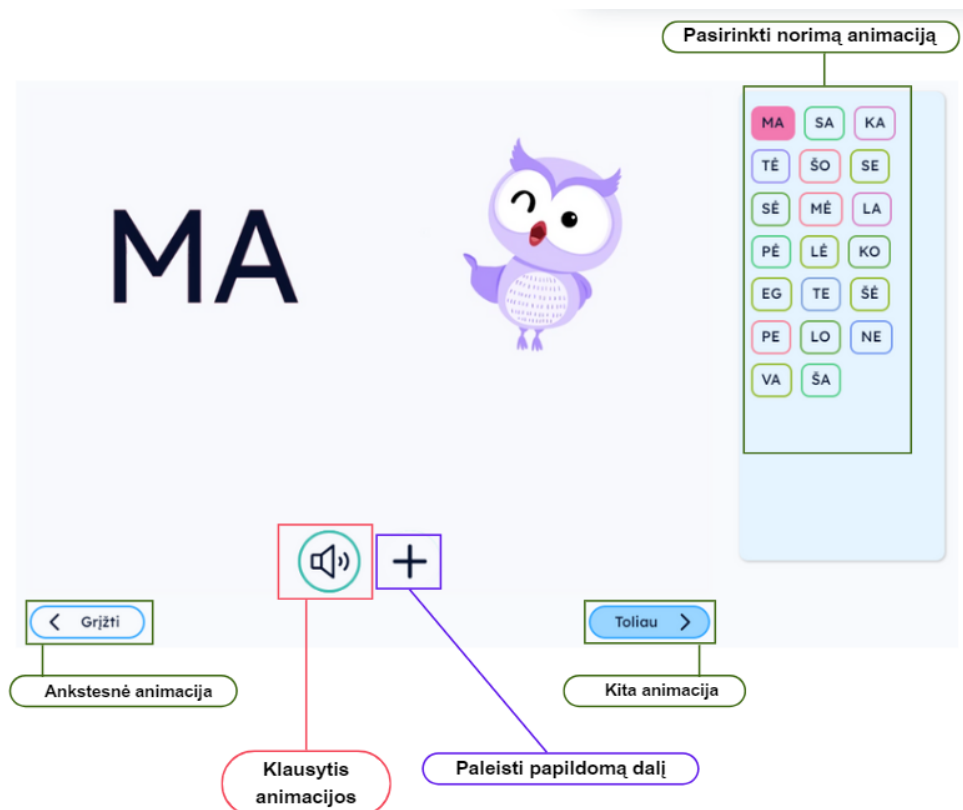 Pasirinkti norimą animaciją
MA
MA SA KA
TĖ ŠO SE
SĖ MĖ LA
PĖ LĖ KO
EG TE ŠĖ
PE LO NE
VA ŠA
Grįžti
Toliau
Ankstesnė animacija
Kita animacija
Klausytis
animacijos
Paleisti papildomą dalį